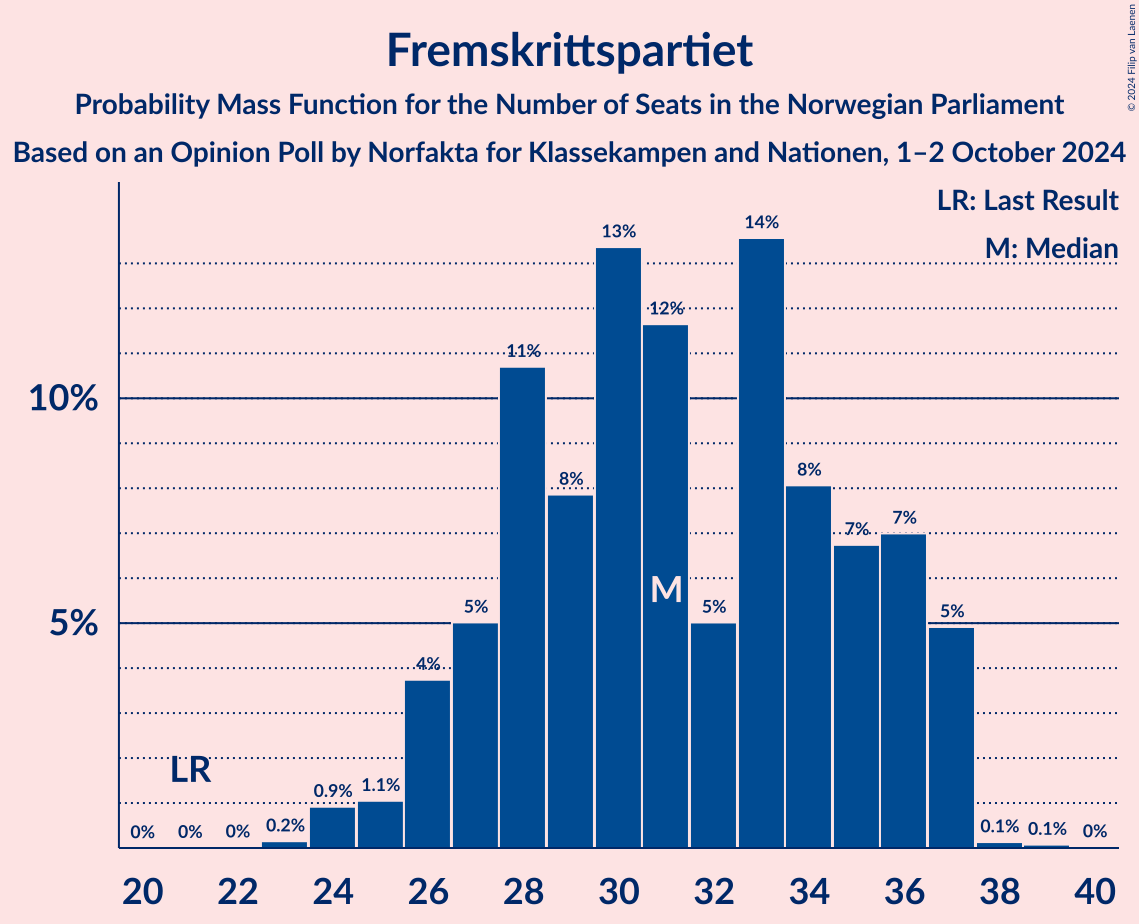 Fremskrittspartiet
Probability Mass Function for the Number of Seats in the Norwegian Parliament
Based on an Opinion Poll by Norfakta for Klassekampen and Nationen, 1–2 October 2024
© 2024 Filip van Laenen
LR: Last Result
M: Median
10%
5%
0% 0% 0% 0.2% 0.9% 1.1% 4% 5% 11% 8% 13% 12% 5% 14% 8% 7% 7% 5% 0.1% 0.1% 0%
LR
M
20 22 24 26 28 30 32 34 36 38 40